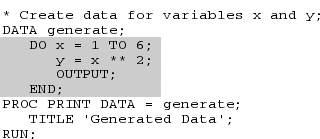 * Create data for variables x and y;
DATA generate;
   DO x = 1 TO 6;
      y = x ** 2;
      OUTPUT;
   END;
PROC PRINT DATA = generate;
   TITLE 'Generated Data';
RUN;